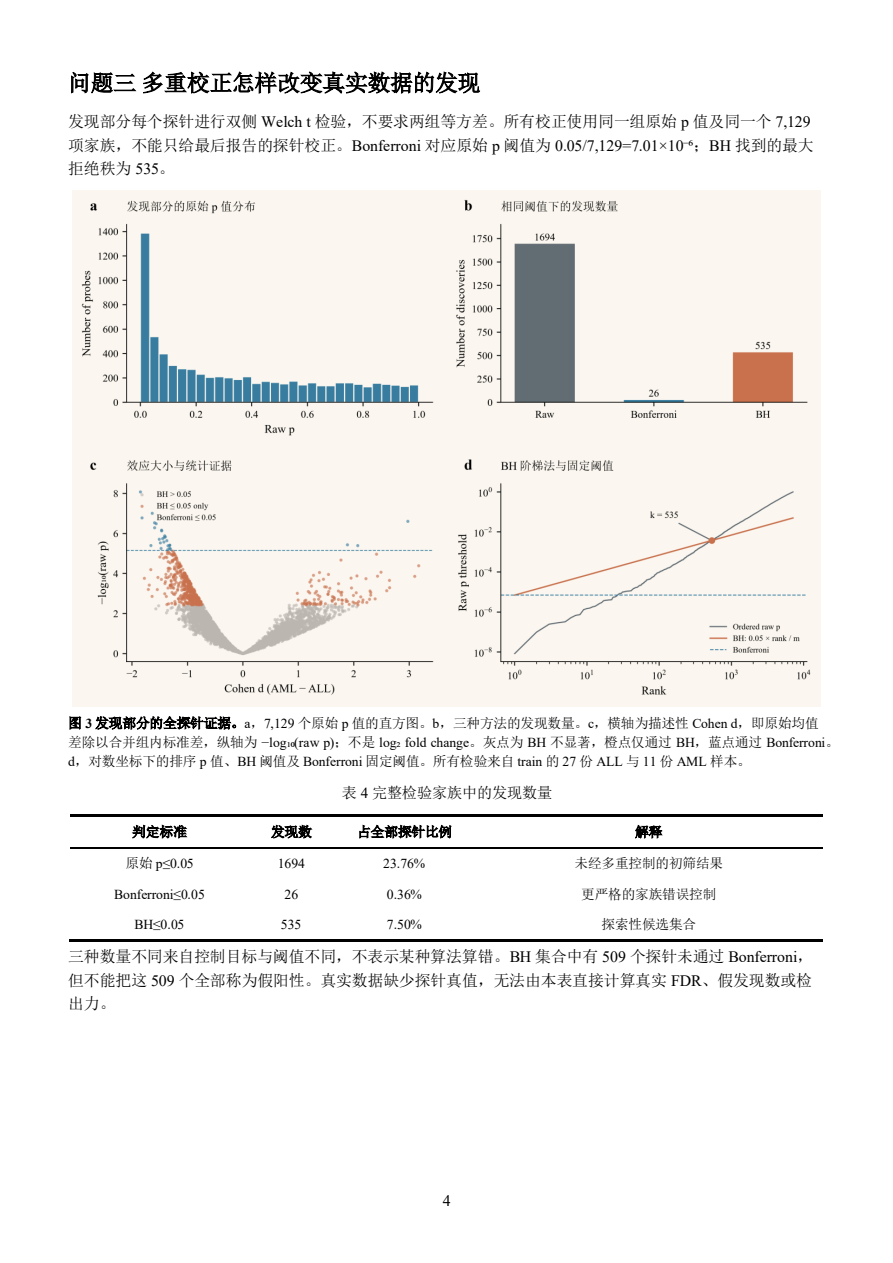 问题三 多重校正怎样改变真实数据的发现
发现部分每个探针进行双侧 Welch t 检验，不要求两组等方差。所有校正使用同一组原始 p 值及同一个 7,129
项家族，不能只给最后报告的探针校正。Bonferroni 对应原始 p 阈值为 0.05/7,129=7.01×10⁻⁶；BH 找到的最大
拒绝秩为 535。
a 发现部分的原始 p 值分布
1400
1200
1000
800
600
400
200
0
Number of probes
0.0 0.2 0.4 0.6 0.8 1.0
Raw p
b 相同阈值下的发现数量
1750
1500
1250
1000
750
500
250
0
Number of discoveries
1694
26
535
Raw Bonferroni BH
c 效应大小与统计证据
8
6
4
2
0
−log₁₀(raw p)
BH > 0.05
BH ≤ 0.05 only
Bonferroni ≤ 0.05
−2 −1 0 1 2 3
Cohen d (AML − ALL)
d BH 阶梯法与固定阈值
10⁰
10⁻²
10⁻⁴
10⁻⁶
10⁻⁸
Raw p threshold
k = 535
Ordered raw p
BH: 0.05 × rank / m
Bonferroni
10⁰ 10¹ 10² 10³ 10⁴
Rank
图 3 发现部分的全探针证据。a，7,129 个原始 p 值的直方图。b，三种方法的发现数量。c，横轴为描述性 Cohen d，即原始均值
差除以合并组内标准差，纵轴为 −log₁₀(raw p)；不是 log₂ fold change。灰点为 BH 不显著，橙点仅通过 BH，蓝点通过 Bonferroni。
d，对数坐标下的排序 p 值、BH 阈值及 Bonferroni 固定阈值。所有检验来自 train 的 27 份 ALL 与 11 份 AML 样本。
表 4 完整检验家族中的发现数量
判定标准 发现数 占全部探针比例 解释
原始 p≤0.05 1694 23.76% 未经多重控制的初筛结果
Bonferroni≤0.05 26 0.36% 更严格的家族错误控制
BH≤0.05 535 7.50% 探索性候选集合
三种数量不同来自控制目标与阈值不同，不表示某种算法算错。BH 集合中有 509 个探针未通过 Bonferroni，
但不能把这 509 个全部称为假阳性。真实数据缺少探针真值，无法由本表直接计算真实 FDR、假发现数或检
出力。
4